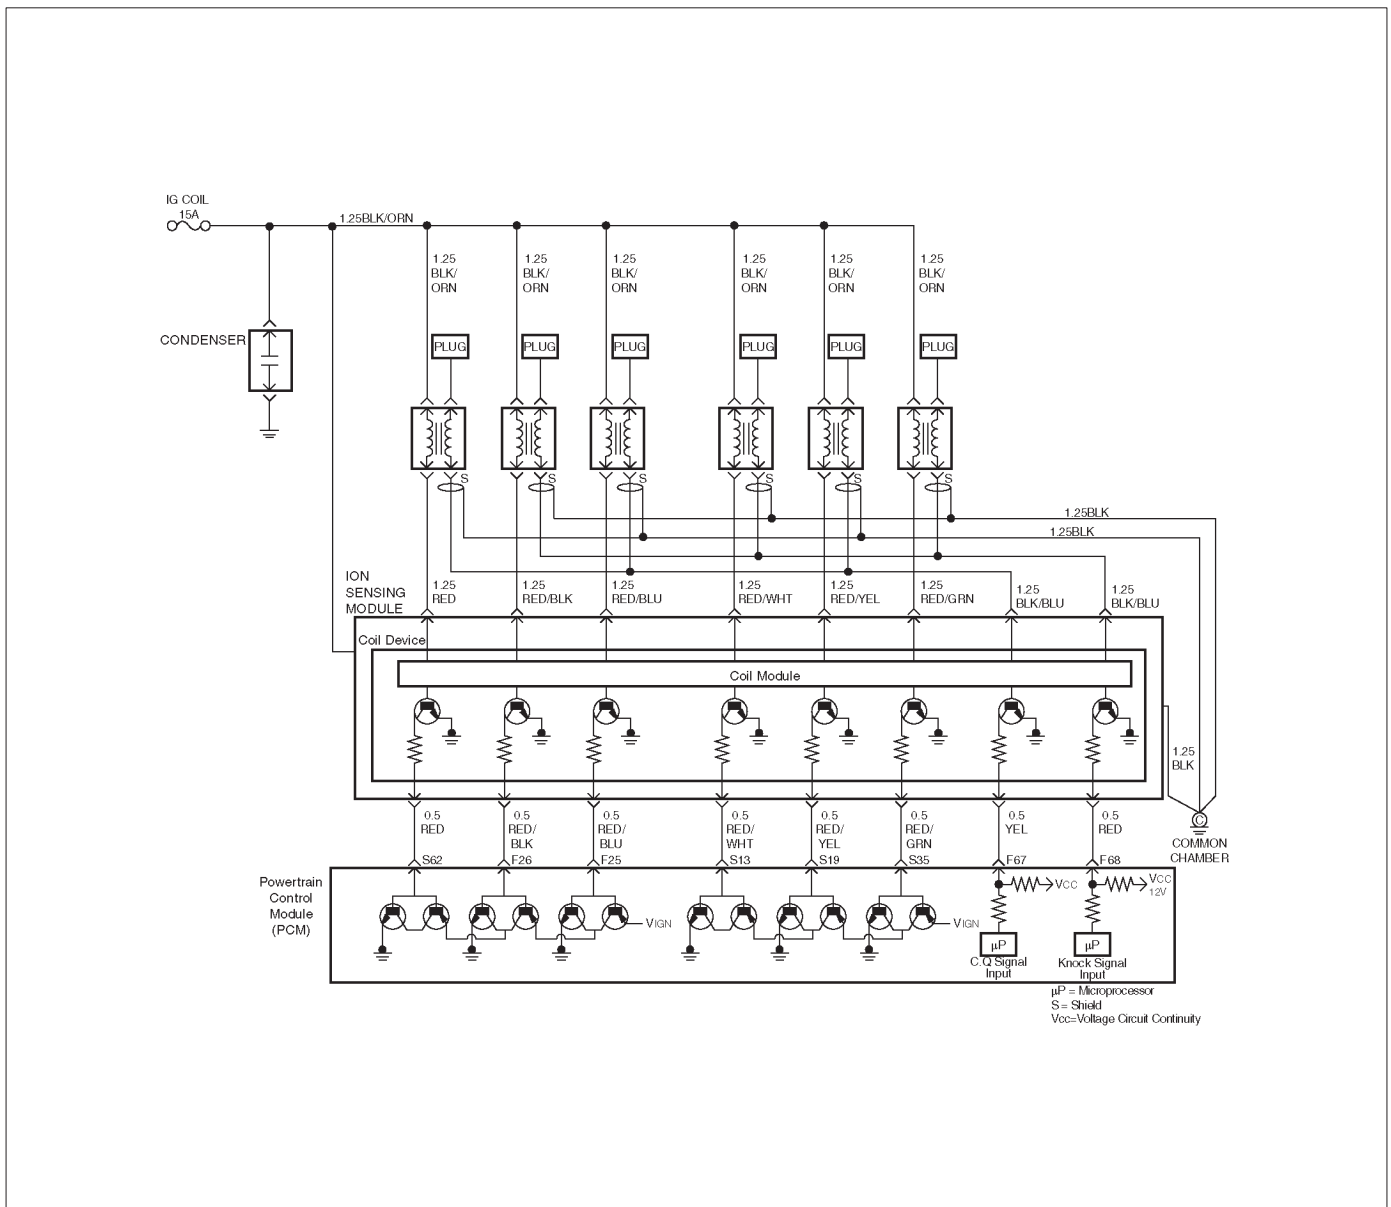 IG COIL
15A
1.25BLK/ORN
1.25
BLK/
ORN
1.25
BLK/
ORN
1.25
BLK/
ORN
1.25
BLK/
ORN
1.25
BLK/
ORN
1.25
BLK/
ORN
CONDENSER
PLUG
PLUG
PLUG
PLUG
PLUG
PLUG
S
S
S
S
S
S
1.25BLK
1.25BLK
ION
SENSING
MODULE
1.25
RED
1.25
RED/BLK
1.25
RED/BLU
1.25
RED/WHT
1.25
RED/YEL
1.25
RED/GRN
1.25
BLK/BLU
1.25
BLK/BLU
Coil Device
Coil Module
1.25
BLK
0.5
RED
0.5
RED/
BLK
0.5
RED/
BLU
0.5
RED/
WHT
0.5
RED/
YEL
0.5
RED/
GRN
0.5
YEL
0.5
RED
C
COMMON
CHAMBER
S62
F26
F25
S13
S19
S35
F67
F68
Powertrain
Control
Module
(PCM)
VIGN
VIGN
VCC
VCC
12V
μP
C.Q Signal
Input
μP
Knock Signal
Input
μP = Microprocessor
S = Shield
Vcc=Voltage Circuit Continuity